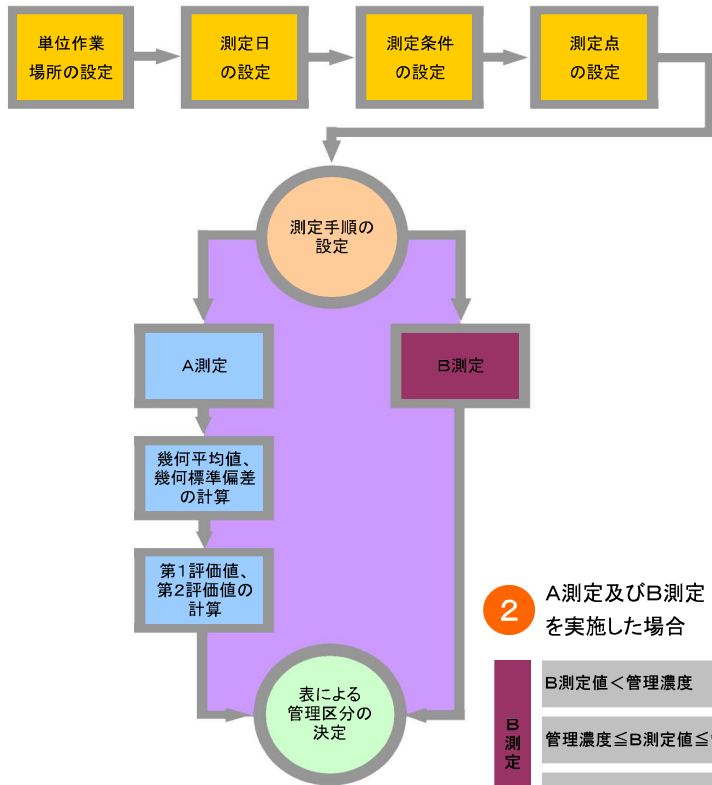 単位作業
場所の設定
測定日
の設定
測定条件
の設定
測定点
の設定
測定手順の
設定
A測定
B測定
幾何平均値、
幾何標準偏差
の計算
第1評価値、
第2評価値の
計算
表による
管理区分の
決定
2
A測定及びB測定
を実施した場合
B測定
B測定値<管理濃度
管理濃度≦B測定値≦